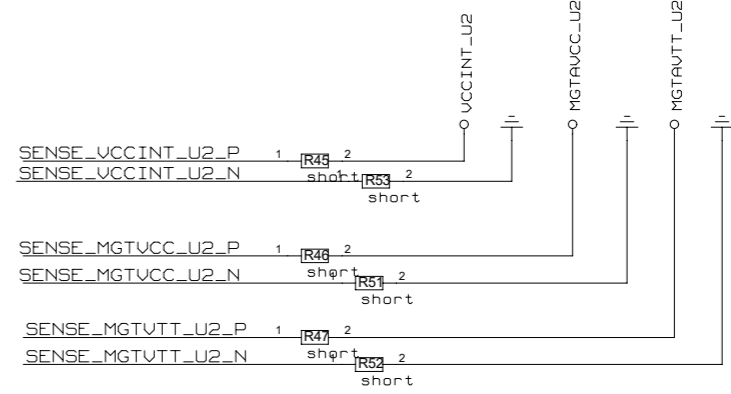 VCCINT_U2
MGTAVCC_U2
MGTAVTT_U2
SENSE_VCCINT_U2_P 1 R45 2
short
SENSE_VCCINT_U2_N 1 R53 2
short
SENSE_MGTVCC_U2_P 1 R46 2
short
SENSE_MGTVCC_U2_N 1 R51 2
short
SENSE_MGTVTT_U2_P 1 R47 2
short
SENSE_MGTVTT_U2_N 1 R52 2
short